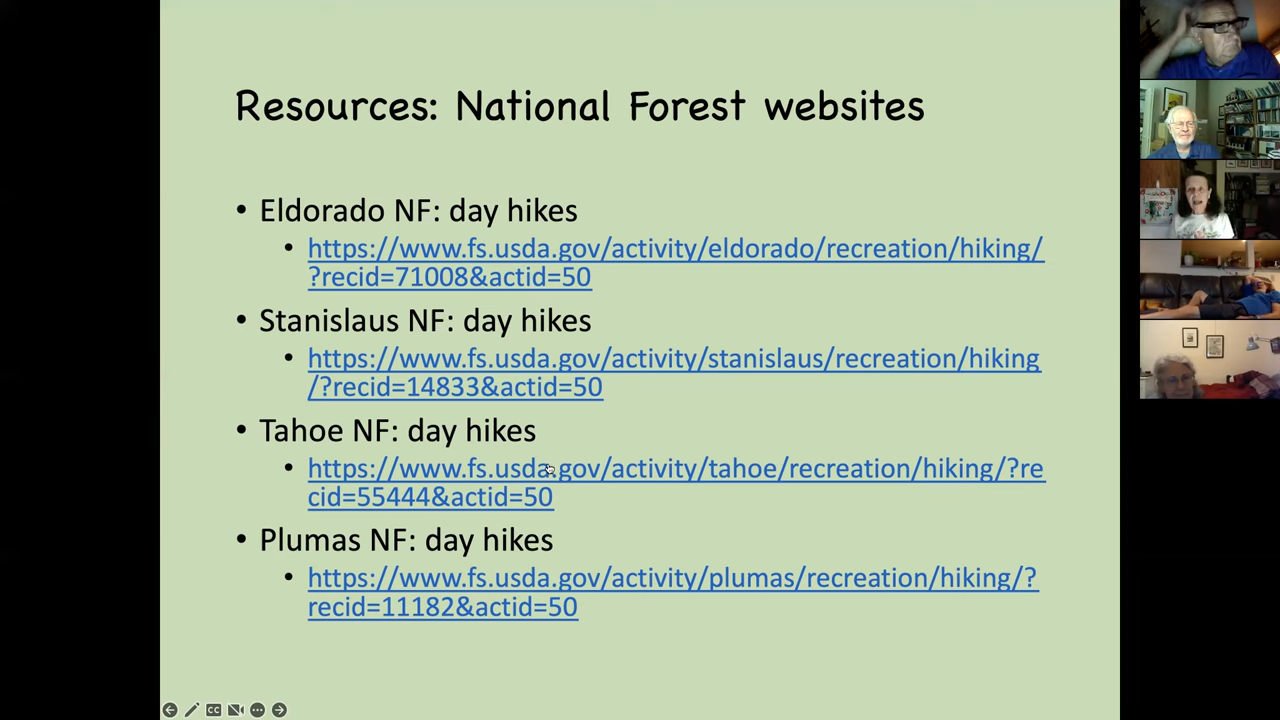 Resources: National Forest websites
• Eldorado NF: day hikes
• https://www.fs.usda.gov/activity/eldorado/recreation/hiking/
?recid=71008&actid=50
• Stanislaus NF: day hikes
• https://www.fs.usda.gov/activity/stanislaus/recreation/hiking
/?recid=14833&actid=50
• Tahoe NF: day hikes
• https://www.fs.usda.gov/activity/tahoe/recreation/hiking/?re
cid=55444&actid=50
• Plumas NF: day hikes
• https://www.fs.usda.gov/activity/plumas/recreation/hiking/?
recid=11182&actid=50
CC